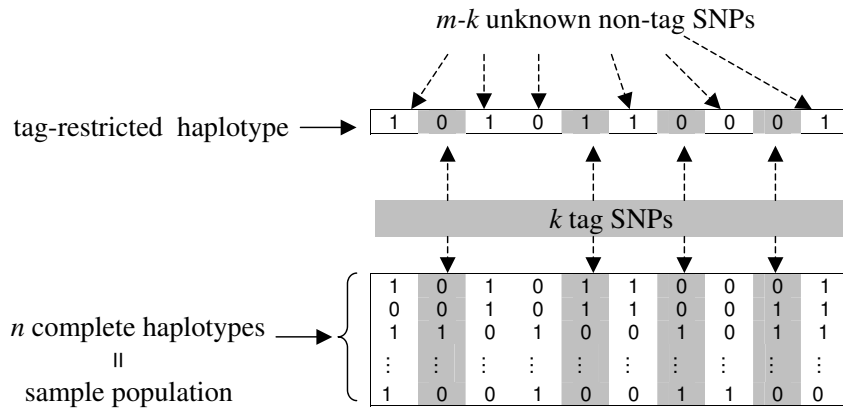 m-k unknown non-tag SNPs
tag-restricted haplotype
1 0 1 0 1 1 0 0 0 1
k tag SNPs
1 0 1 0 1 1 0 0 0 1
0 0 1 0 1 1 0 0 1 1
n complete haplotypes
1 1 0 1 0 0 1 0 1 1
=
⋮ ⋮ ⋮ ⋮ ⋮ ⋮ ⋮ ⋮ ⋮ ⋮
sample population
1 0 0 1 0 0 1 1 0 0